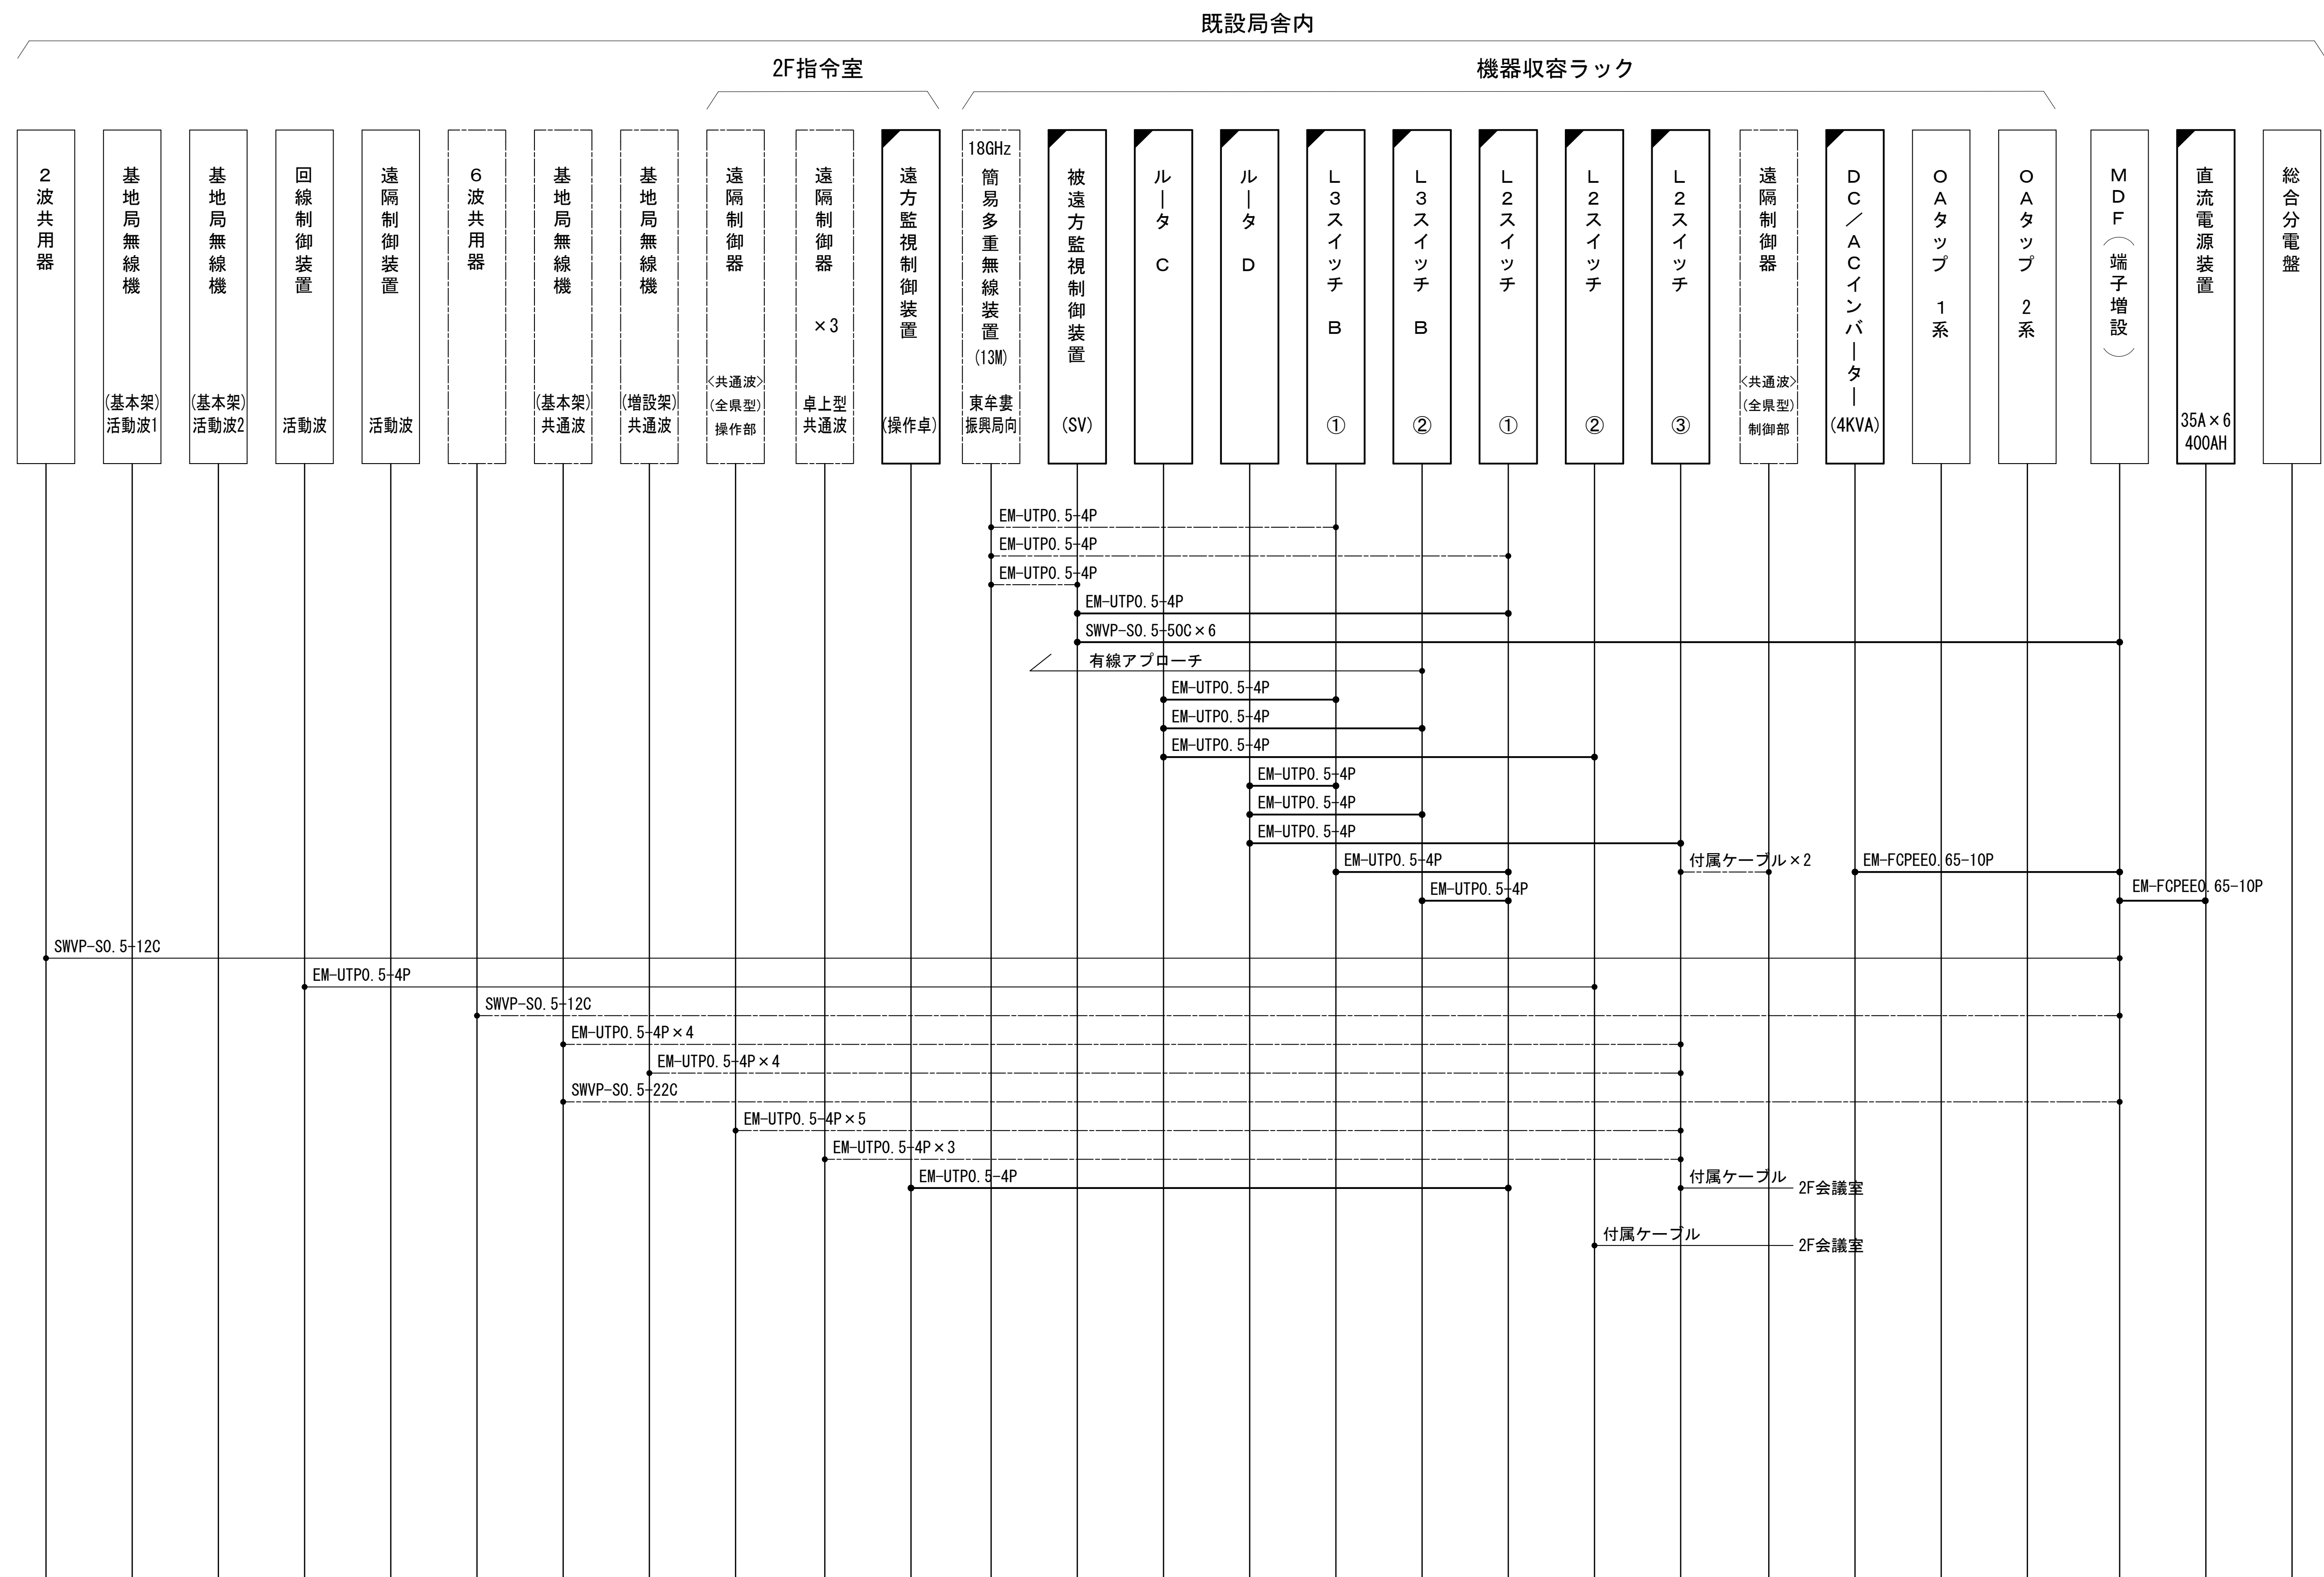 既設局舎内
2F指令室
機器収容ラック
２波共用器
基地局無線機
(基本架)
活動波1
基地局無線機
(基本架)
活動波2
回線制御装置
活動波
遠隔制御装置
活動波
６波共用器
基地局無線機
(基本架)
共通波
基地局無線機
(増設架)
共通波
遠隔制御器
<共通波>
(全県型)
操作部
遠隔制御器
×3
卓上型
共通波
遠方監視制御装置
(操作卓)
18GHz
簡易多重無線装置
(13M)
東牟婁
振興局向
被遠方監視制御装置
(SV)
ルータ　Ｃ
ルータ　Ｄ
Ｌ３スイッチ　Ｂ
①
Ｌ３スイッチ　Ｂ
②
Ｌ２スイッチ
①
Ｌ２スイッチ
②
Ｌ２スイッチ
③
遠隔制御器
<共通波>
(全県型)
制御部
ＤＣ／ＡＣインバーター
(4KVA)
ＯＡタップ　１系
ＯＡタップ　2系
ＭＤＦ（端子増設）
直流電源装置
35A×6
400AH
総合分電盤
EM-UTP0.5-4P
EM-UTP0.5-4P
EM-UTP0.5-4P
EM-UTP0.5-4P
SWVP-S0.5-50C×6
有線アプローチ
EM-UTP0.5-4P
EM-UTP0.5-4P
EM-UTP0.5-4P
EM-UTP0.5-4P
EM-UTP0.5-4P
EM-UTP0.5-4P
EM-UTP0.5-4P
付属ケーブル×2
EM-FCPEE0.65-10P
EM-UTP0.5-4P
EM-FCPEE0.65-10P
SWVP-S0.5-12C
EM-UTP0.5-4P
SWVP-S0.5-12C
EM-UTP0.5-4P×4
EM-UTP0.5-4P×4
SWVP-S0.5-22C
EM-UTP0.5-4P×5
EM-UTP0.5-4P×3
EM-UTP0.5-4P
付属ケーブル
2F会議室
付属ケーブル
2F会議室